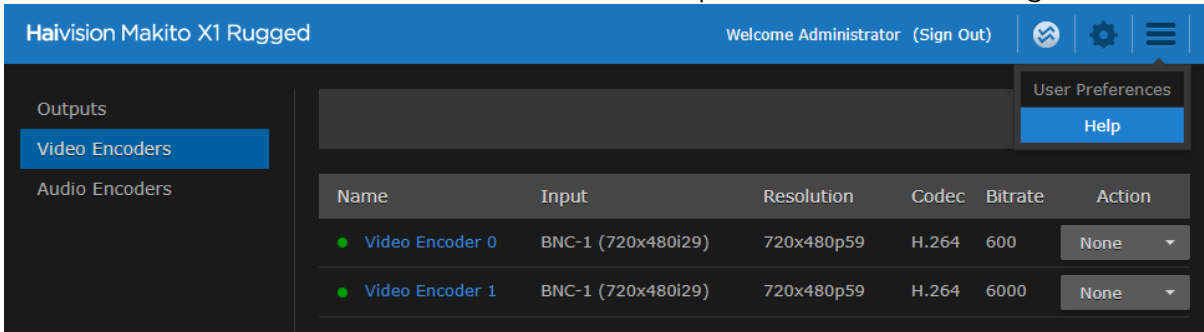 Haivision Makito X1 Rugged
Welcome Administrator (Sign Out)
User Preferences
Help
Outputs
Video Encoders
Audio Encoders
Name Input Resolution Codec Bitrate Action
Video Encoder 0 BNC-1 (720x480i29) 720x480p59 H.264 600 None
Video Encoder 1 BNC-1 (720x480i29) 720x480p59 H.264 6000 None